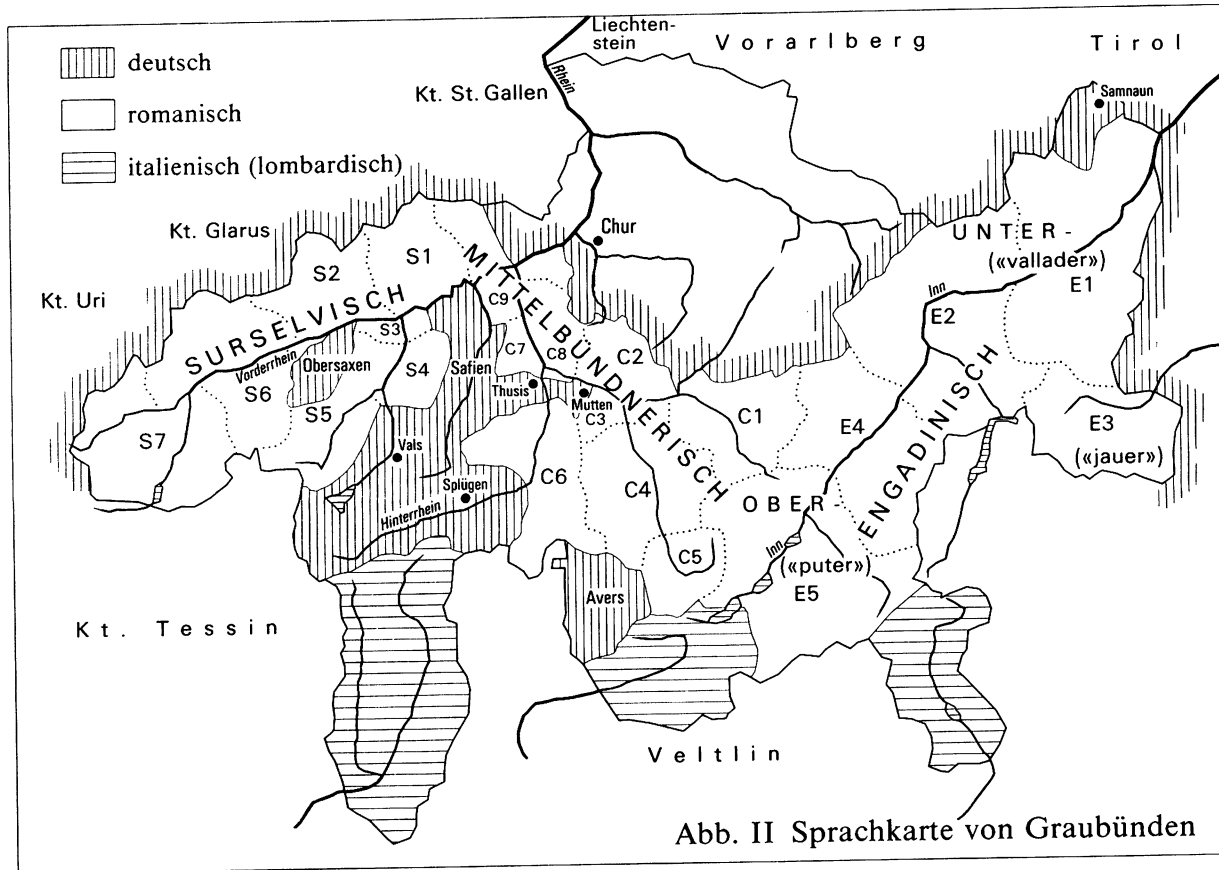 deutsch
romanisch
italienisch (lombardisch)
Liechten-
stein
Vorarlberg
Tirol
Rhein
Kt. St. Gallen
Samnaun
Kt. Glarus
Chur
Kt. Uri
UNTER-
(«vallader»)
E1
S2
S1
MITTELBÜNDNERISCH
SURSELVISCH
C9
Inn
E2
S3
Vorderrhein
Obersaxen
S6
S4
Safien
C7
C8
C2
Thusis
Mutten
C3
S5
C1
E4
ENGADINISCH
E3
(«jauer»)
S7
Vals
Splügen
C6
C4
OBER-
Hinterrhein
Inn
C5
(«puter»)
E5
Avers
Kt. Tessin
Veltlin
Abb. II Sprachkarte von Graubünden